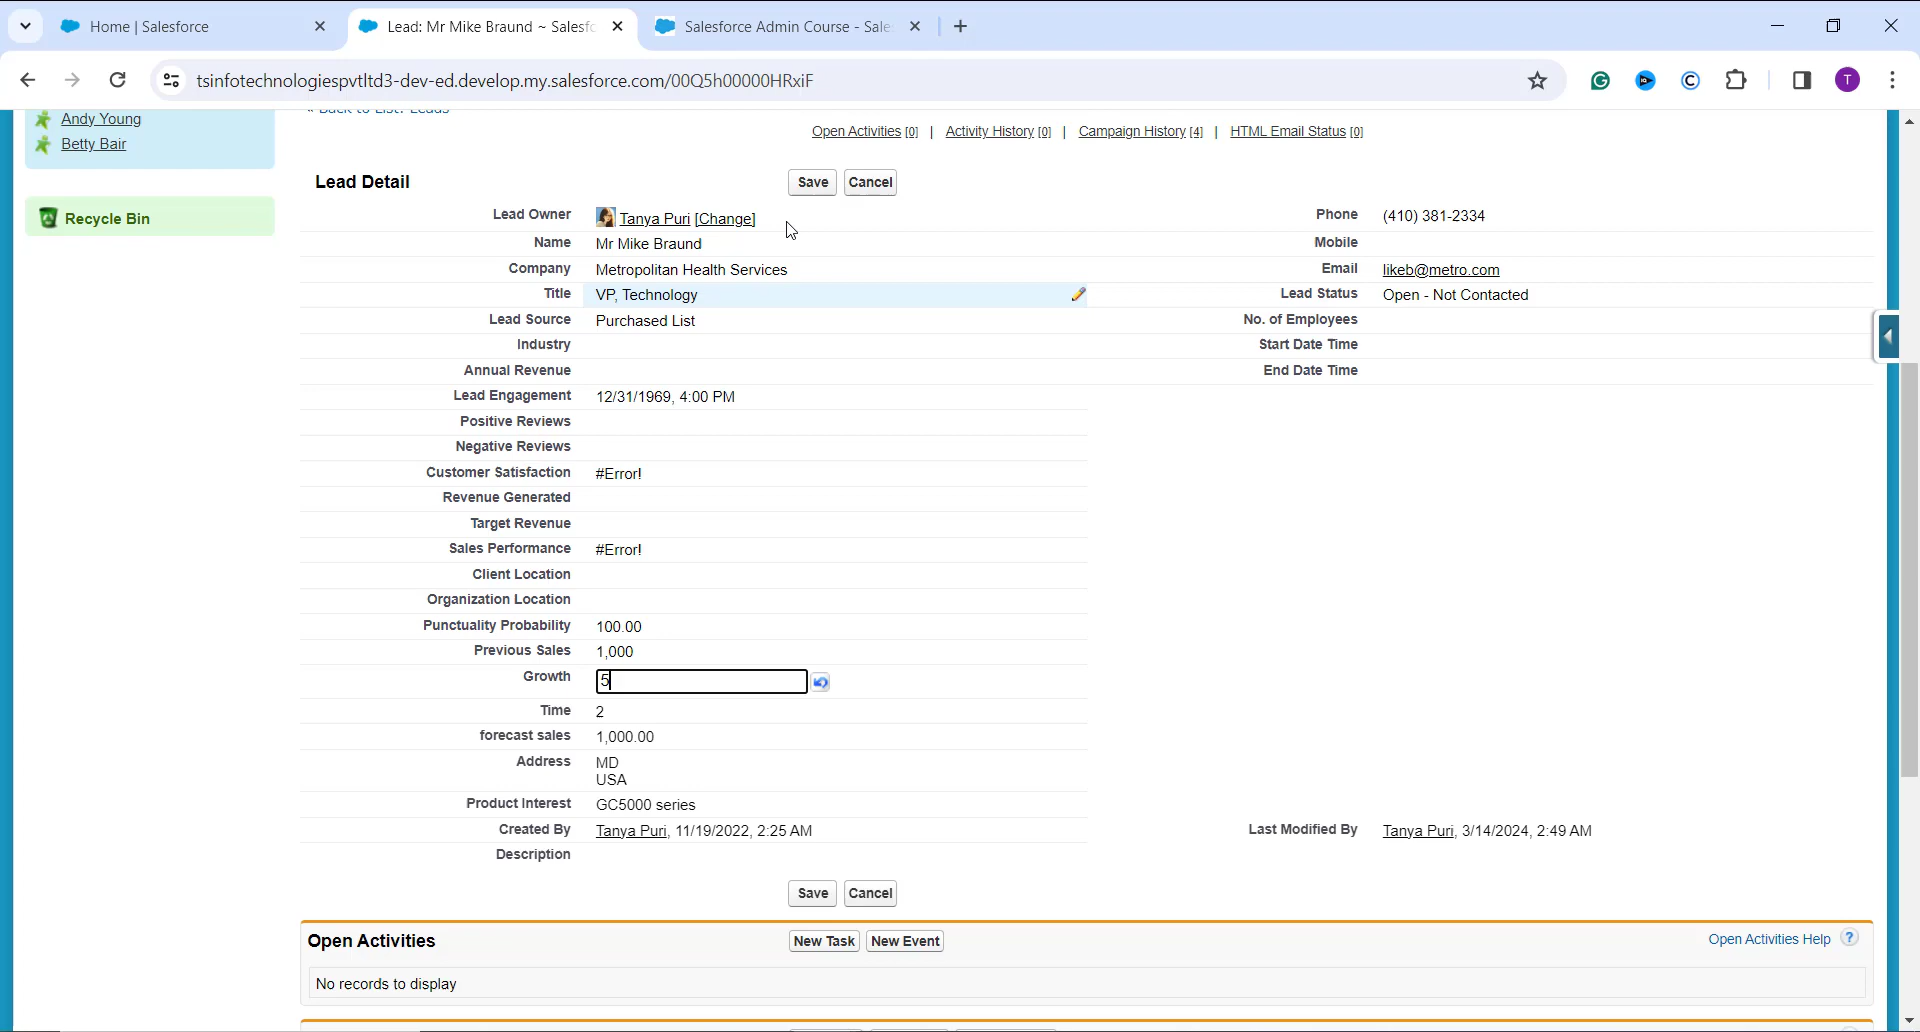 Home | Salesforce
Lead: Mr Mike Braund ~ Salesfo
Salesforce Admin Course - Sale
tsinfotechnologiespvtltd3-dev-ed.develop.my.salesforce.com/00Q5h00000HRxiF
T
« Back to List: Leads
Andy Young
Betty Bair
Recycle Bin
Open Activities [0] | Activity History [0] | Campaign History [4] | HTML Email Status [0]
Lead Detail Save Cancel
Lead Owner Tanya Puri [Change] Phone (410) 381-2334
Name Mr Mike Braund Mobile
Company Metropolitan Health Services Email likeb@metro.com
Title VP, Technology Lead Status Open - Not Contacted
Lead Source Purchased List No. of Employees
Industry Start Date Time
Annual Revenue End Date Time
Lead Engagement 12/31/1969, 4:00 PM
Positive Reviews
Negative Reviews
Customer Satisfaction #Error!
Revenue Generated
Target Revenue
Sales Performance #Error!
Client Location
Organization Location
Punctuality Probability 100.00
Previous Sales 1,000
Growth 5
Time 2
forecast sales 1,000.00
Address MD
USA
Product Interest GC5000 series
Created By Tanya Puri, 11/19/2022, 2:25 AM Last Modified By Tanya Puri, 3/14/2024, 2:49 AM
Description
Save Cancel
Open Activities New Task New Event Open Activities Help ?
No records to display